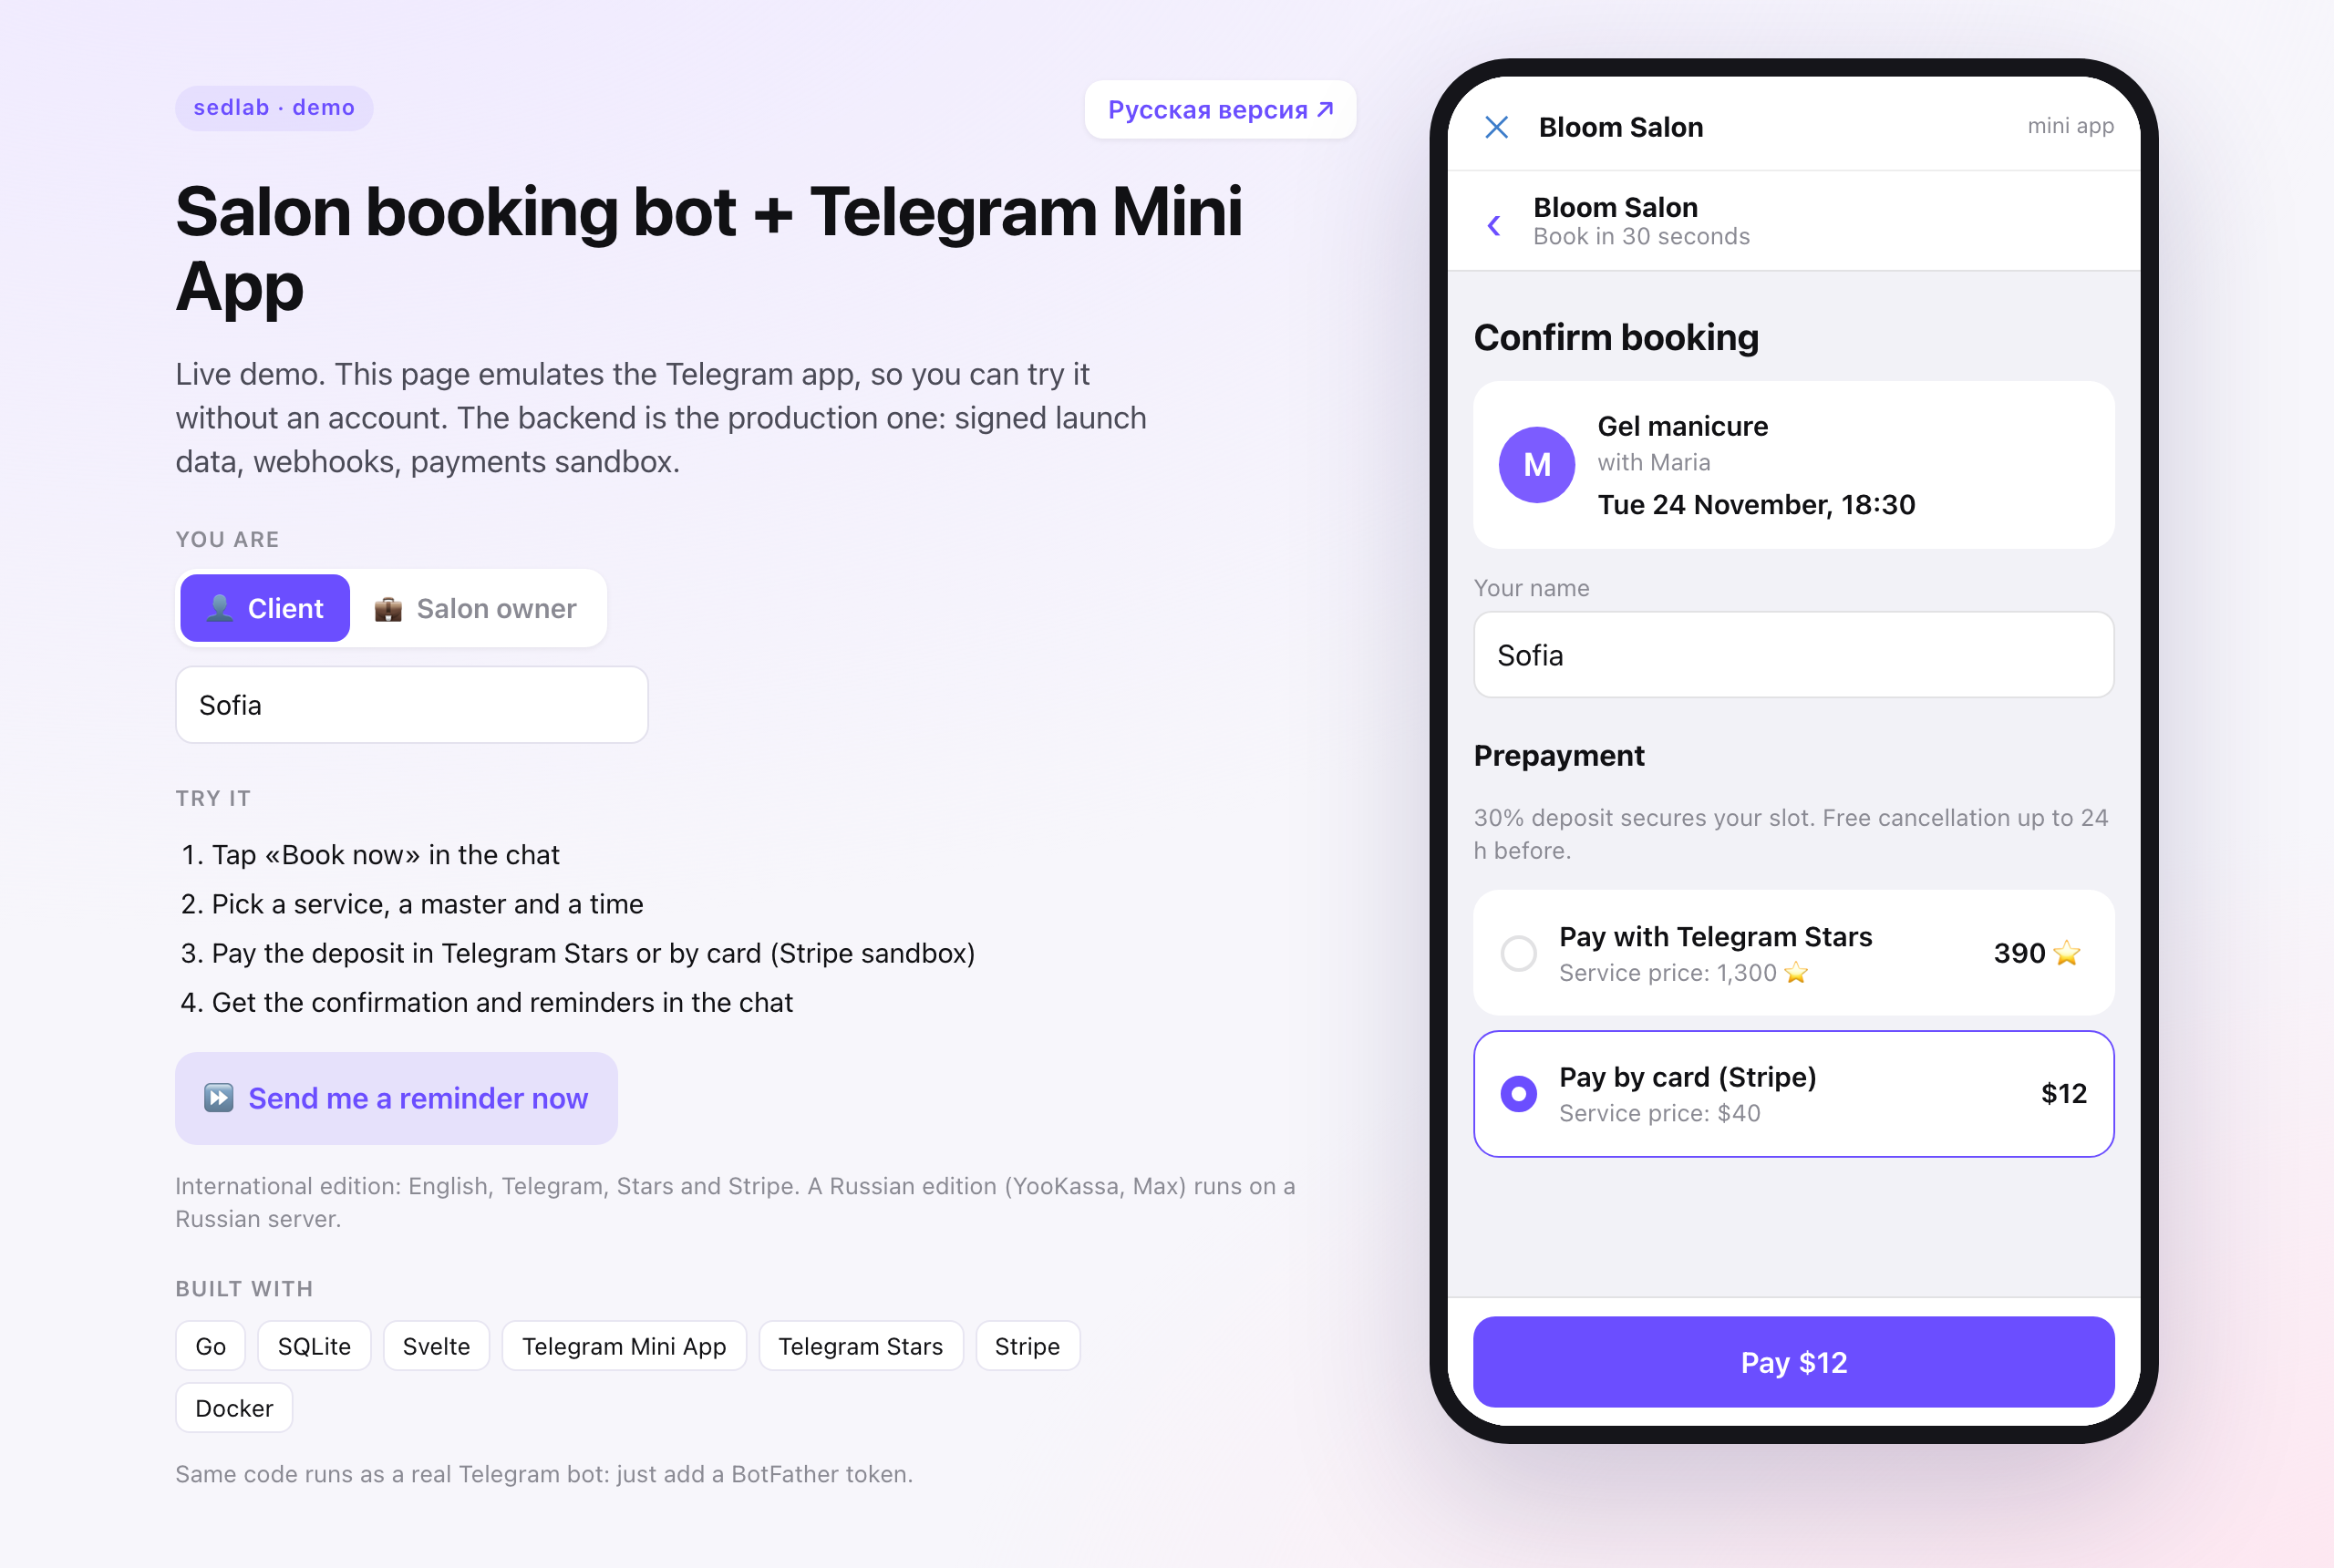 sedlab · demo
Русская версия ↗
Salon booking bot + Telegram Mini
App
Live demo. This page emulates the Telegram app, so you can try it
without an account. The backend is the production one: signed launch
data, webhooks, payments sandbox.
YOU ARE
Client
Salon owner
Sofia
TRY IT
1. Tap «Book now» in the chat
2. Pick a service, a master and a time
3. Pay the deposit in Telegram Stars or by card (Stripe sandbox)
4. Get the confirmation and reminders in the chat
Send me a reminder now
International edition: English, Telegram, Stars and Stripe. A Russian edition (YooKassa, Max) runs on a
Russian server.
BUILT WITH
Go SQLite Svelte Telegram Mini App Telegram Stars Stripe
Docker
Same code runs as a real Telegram bot: just add a BotFather token.
Bloom Salon
mini app
Bloom Salon
Book in 30 seconds
Confirm booking
M
Gel manicure
with Maria
Tue 24 November, 18:30
Your name
Sofia
Prepayment
30% deposit secures your slot. Free cancellation up to 24
h before.
Pay with Telegram Stars
390 ⭐
Service price: 1,300 ⭐
Pay by card (Stripe)
$12
Service price: $40
Pay $12